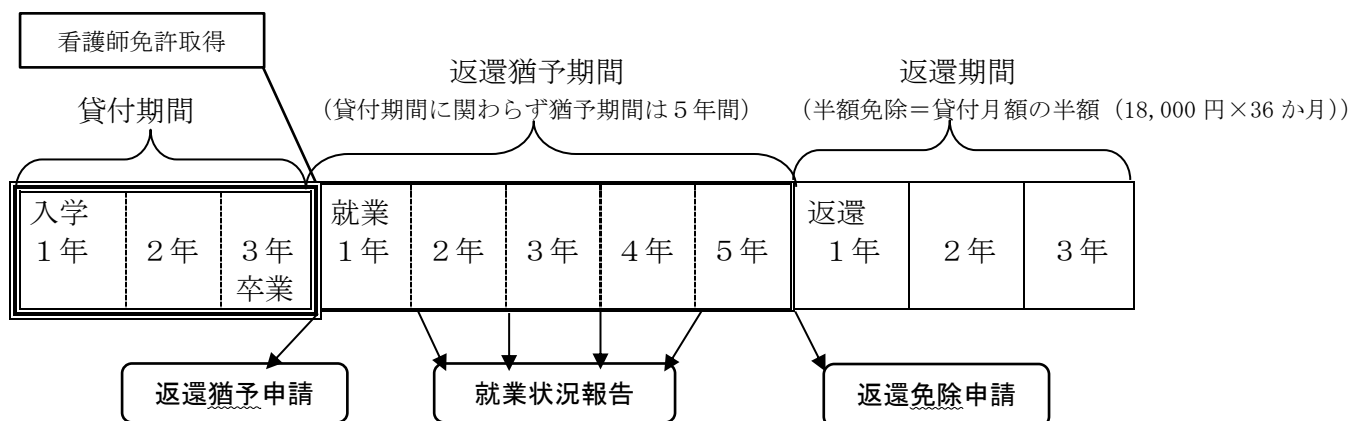 看護師免許取得
返還猶予期間
返還期間
貸付期間
（貸付期間に関わらず猶予期間は５年間）
（半額免除＝貸付月額の半額（18,000 円×36 か月））
入学
就業
返還
１年
２年
３年
１年
２年
３年
４年
５年
１年
２年
３年
卒業
返還猶予申請
就業状況報告
返還免除申請